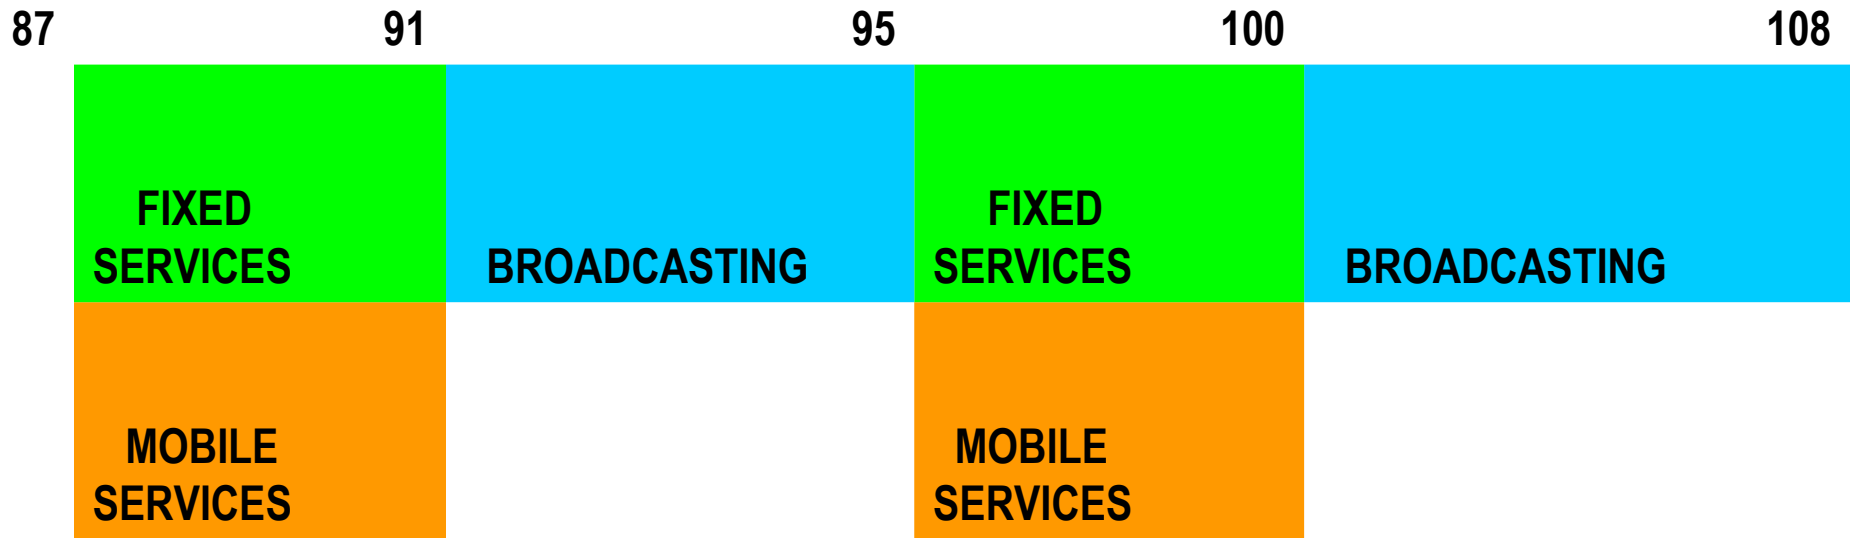 87 91 95 100 108
FIXED
SERVICES
BROADCASTING
FIXED
SERVICES
BROADCASTING
MOBILE
SERVICES
MOBILE
SERVICES